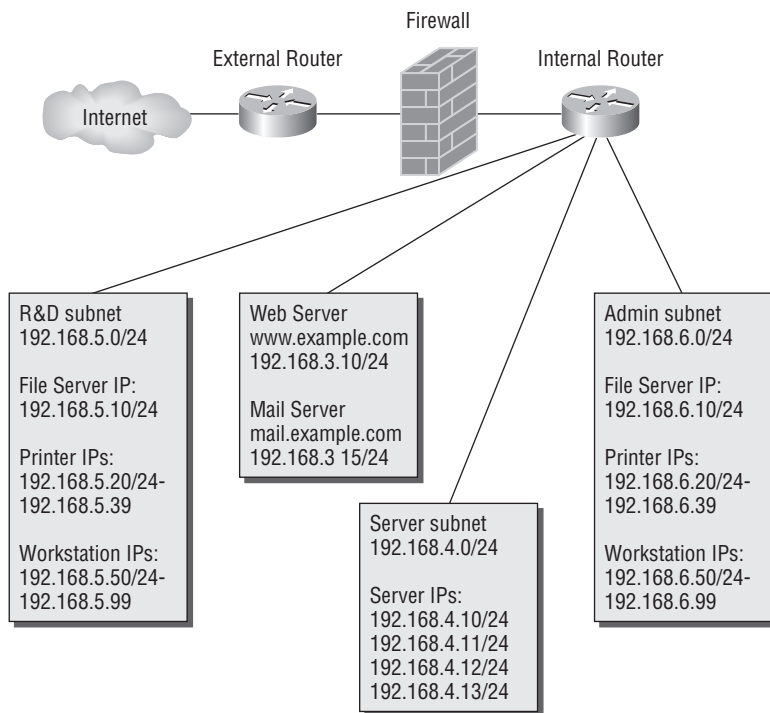 Firewall
External Router
Internal Router
Internet
R&D subnet
192.168.5.0/24
File Server IP:
192.168.5.10/24
Printer IPs:
192.168.5.20/24-
192.168.5.39
Workstation IPs:
192.168.5.50/24-
192.168.5.99
Web Server
www.example.com
192.168.3.10/24
Mail Server
mail.example.com
192.168.3 15/24
Server subnet
192.168.4.0/24
Server IPs:
192.168.4.10/24
192.168.4.11/24
192.168.4.12/24
192.168.4.13/24
Admin subnet
192.168.6.0/24
File Server IP:
192.168.6.10/24
Printer IPs:
192.168.6.20/24-
192.168.6.39
Workstation IPs:
192.168.6.50/24-
192.168.6.99